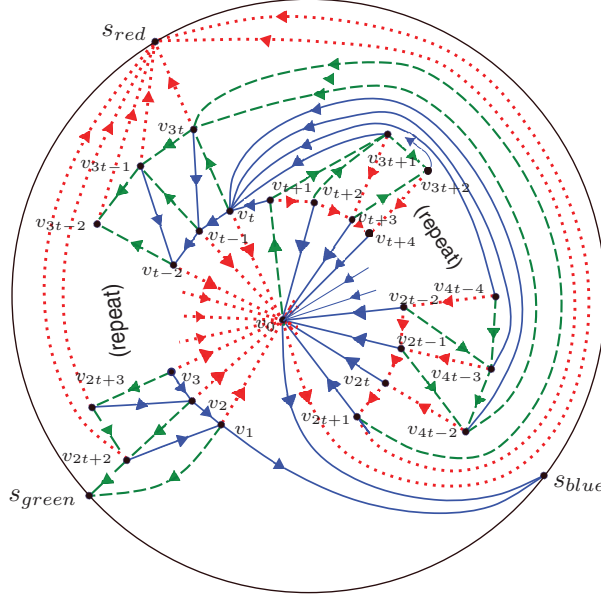 s_red
v_3t
v_3t−1
v_3t+1
v_3t+2
v_t+1
v_t+2
v_t
v_3t−2
v_t+3
v_t−1
v_t+4
(repeat)
v_t−2
v_4t−4
v_2t−2
(repeat)
v_0
v_2t−1
v_4t−3
v_2t+3
v_3
v_2t
v_2
v_2t+1
v_1
v_4t−2
v_2t+2
s_green
s_blue